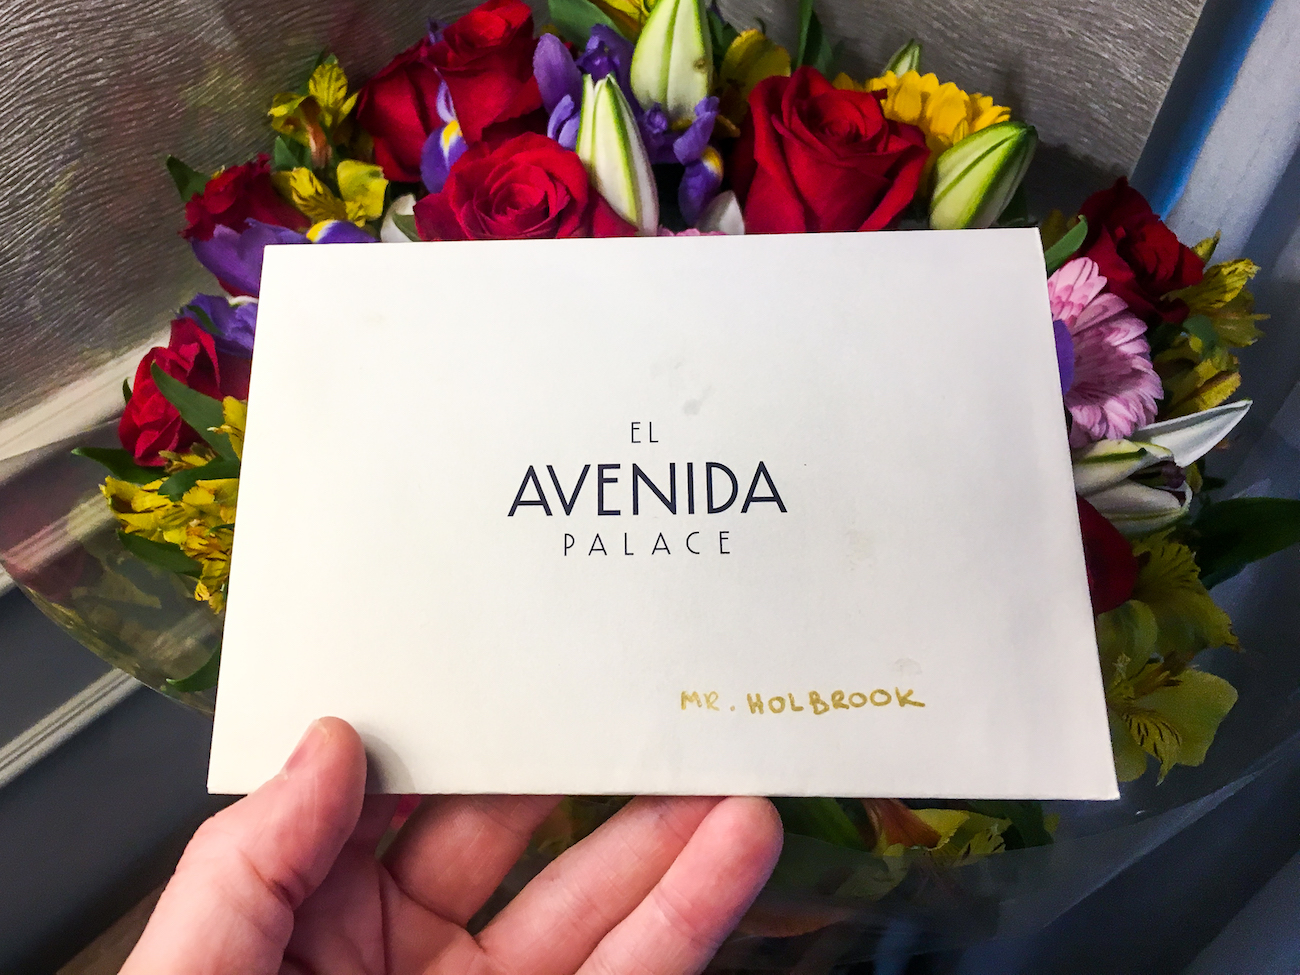 EL
AVENIDA
PALACE
MR. HOLBROOK